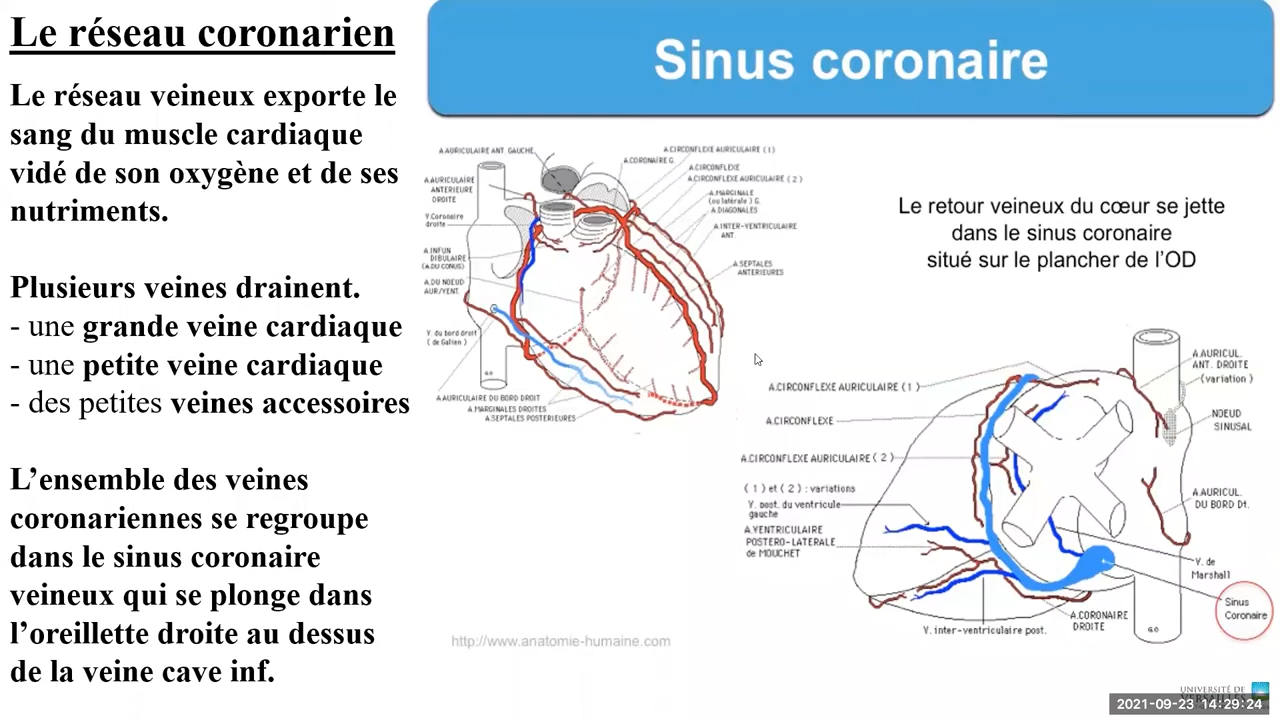 Le réseau coronarien
Le réseau veineux exporte le
sang du muscle cardiaque
vidé de son oxygène et de ses
nutriments.
Plusieurs veines drainent.
- une grande veine cardiaque
- une petite veine cardiaque
- des petites veines accessoires
L'ensemble des veines
coronariennes se regroupe
dans le sinus coronaire
veineux qui se plonge dans
l'oreillette droite au dessus
de la veine cave inf.
Sinus coronaire
A.AURICULAIRE ANT. GAUCHE
A.CIRCONFLEXE AURICULAIRE (1)
A.CORONAIRE G.
A.CIRCONFLEXE
A.CIRCONFLEXE AURICULAIRE (2)
A.AURICULAIRE
ANTERIEURE
DROITE
A.MARGINALE
(ou latérale) G.
A.DIAGONALES
V.Coronaire
droite
A.INTER-VENTRICULAIRE
ANT.
A.INFUN
DIBULAIRE
(A.DU CONUS)
A.SEPTALES
ANTERIEURES
A.DU NOEUD
AUR/VENT.
V. du bord droit
(de Galien)
G.O
A.AURICULAIRE DU BORD DROIT
A.MARGINALES DROITES
A.SEPTALES POSTERIEURES
Le retour veineux du cœur se jette
dans le sinus coronaire
situé sur le plancher de l'OD
A.AURICUL.
ANT. DROITE
(variation)
A.CIRCONFLEXE AURICULAIRE (1)
NOEUD
SINUSAL
A.CIRCONFLEXE
A.CIRCONFLEXE AURICULAIRE (2)
(1) et (2) : variations
V. post. du ventricule
gauche
A.AURICUL.
DU BORD Dt.
A.VENTRICULAIRE
POSTERO-LATERALE
de MOUCHET
V. de
Marshall
Sinus
Coronaire
A.CORONAIRE
DROITE
V. inter-ventriculaire post.
G.O
http://www.anatomie-humaine.com
UNIVERSITÉ DE
VERSAILLES
2021-09-23 14:29:24